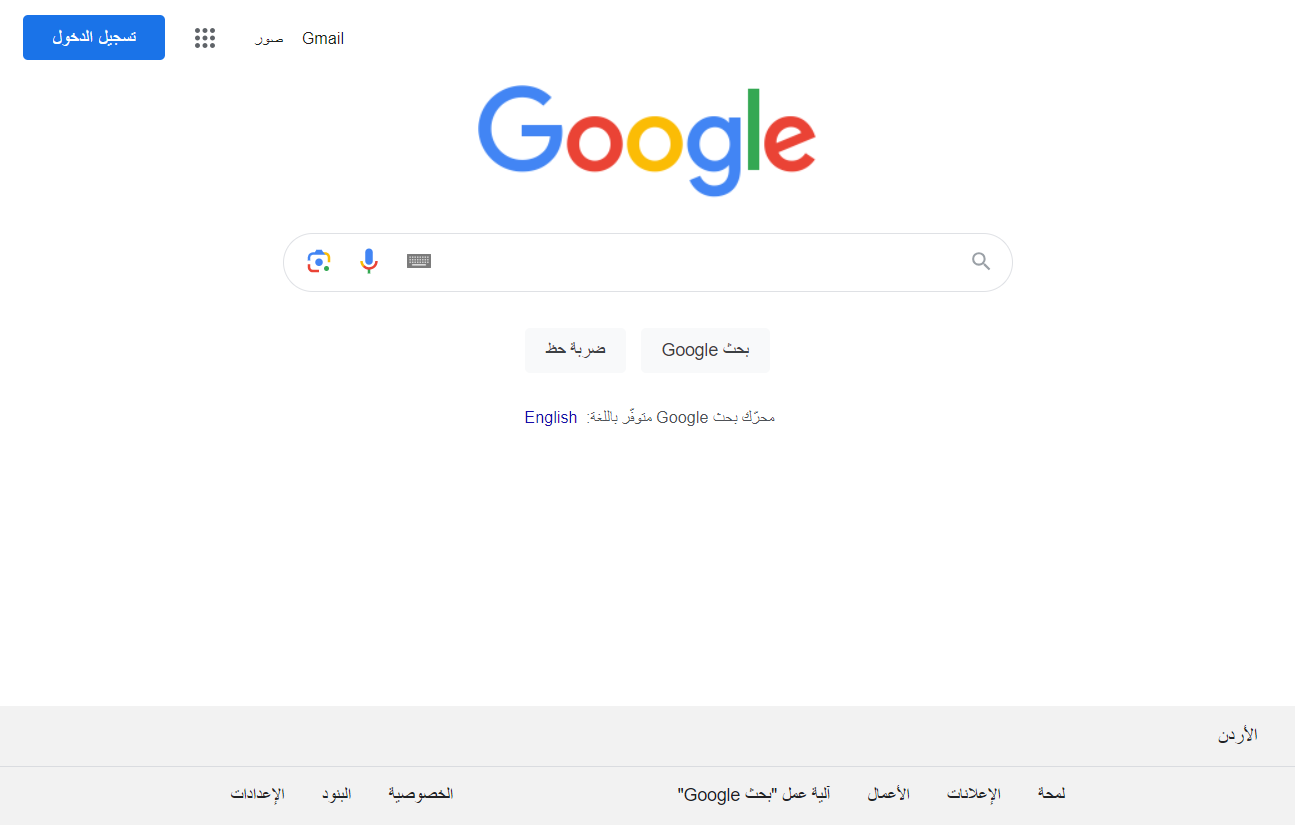 Gmail صور تسجيل الدخول
Google
بحث Google ضربة حظ
محرّك بحث Google متوفّر باللغة: English
الأردن
لمحة الإعلانات الأعمال آلية عمل "بحث Google" الخصوصية البنود الإعدادات